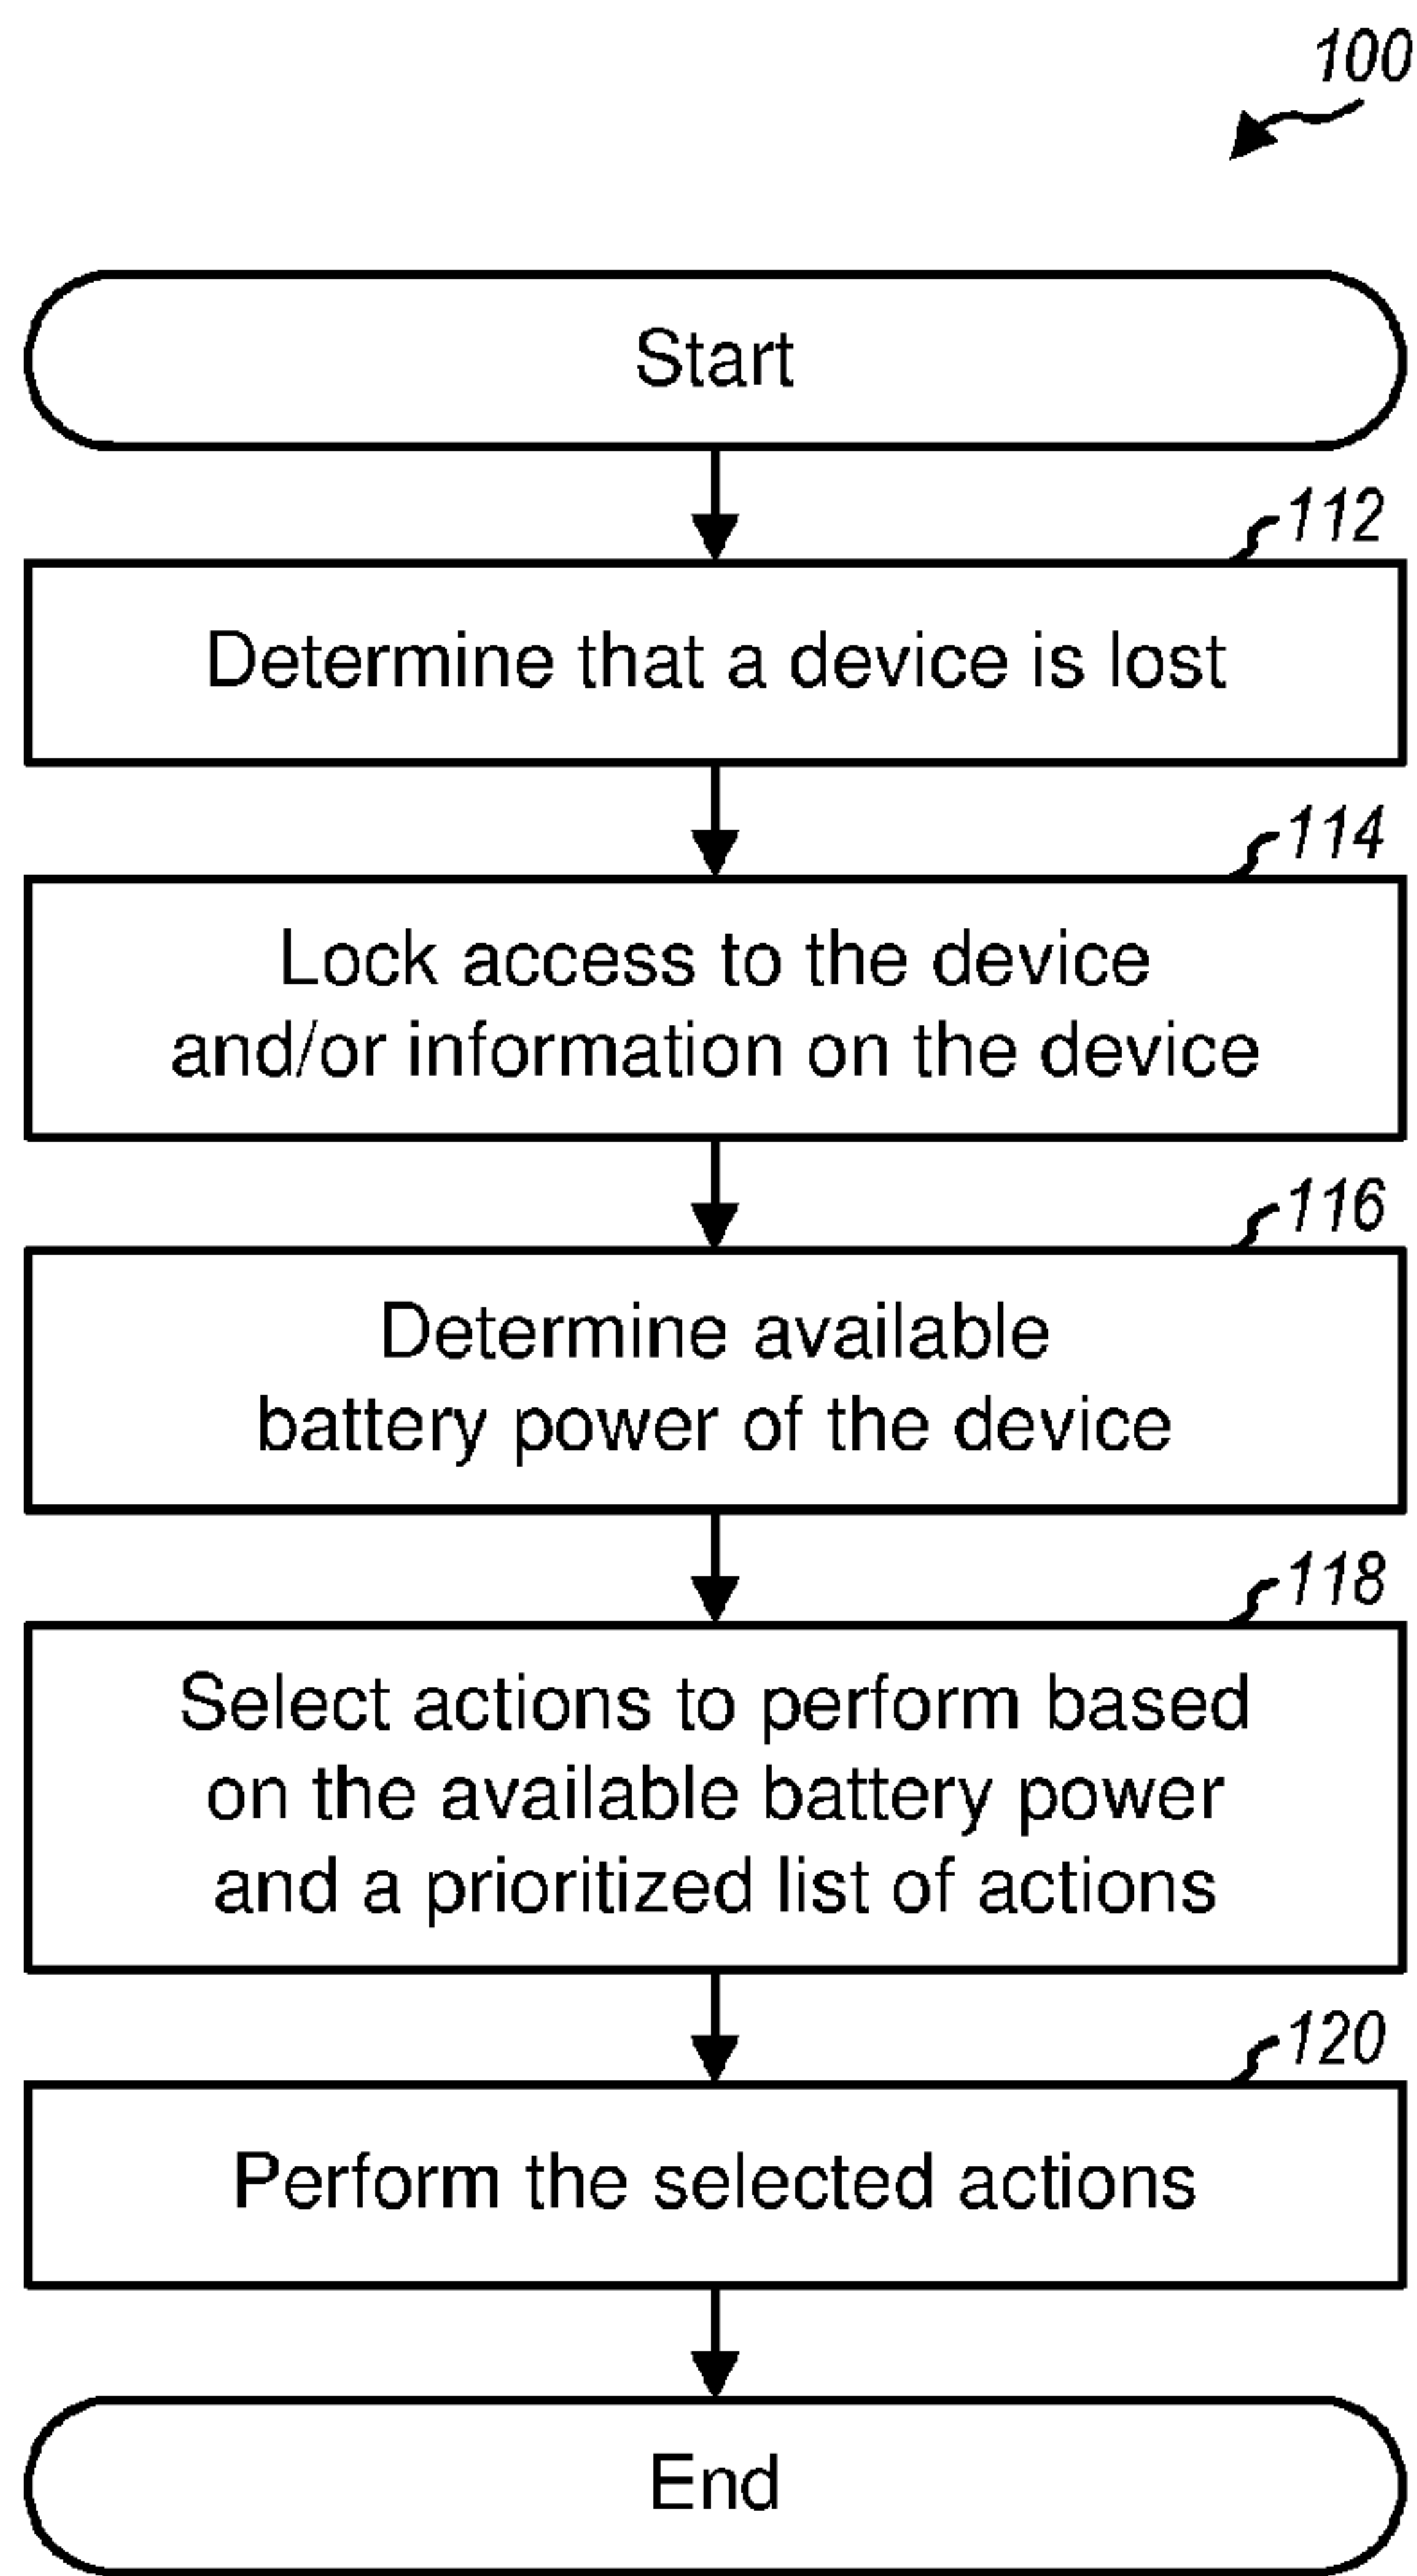 100
Start
112
Determine that a device is lost
114
Lock access to the device
and/or information on the device
116
Determine available
battery power of the device
118
Select actions to perform based
on the available battery power
and a prioritized list of actions
120
Perform the selected actions
End